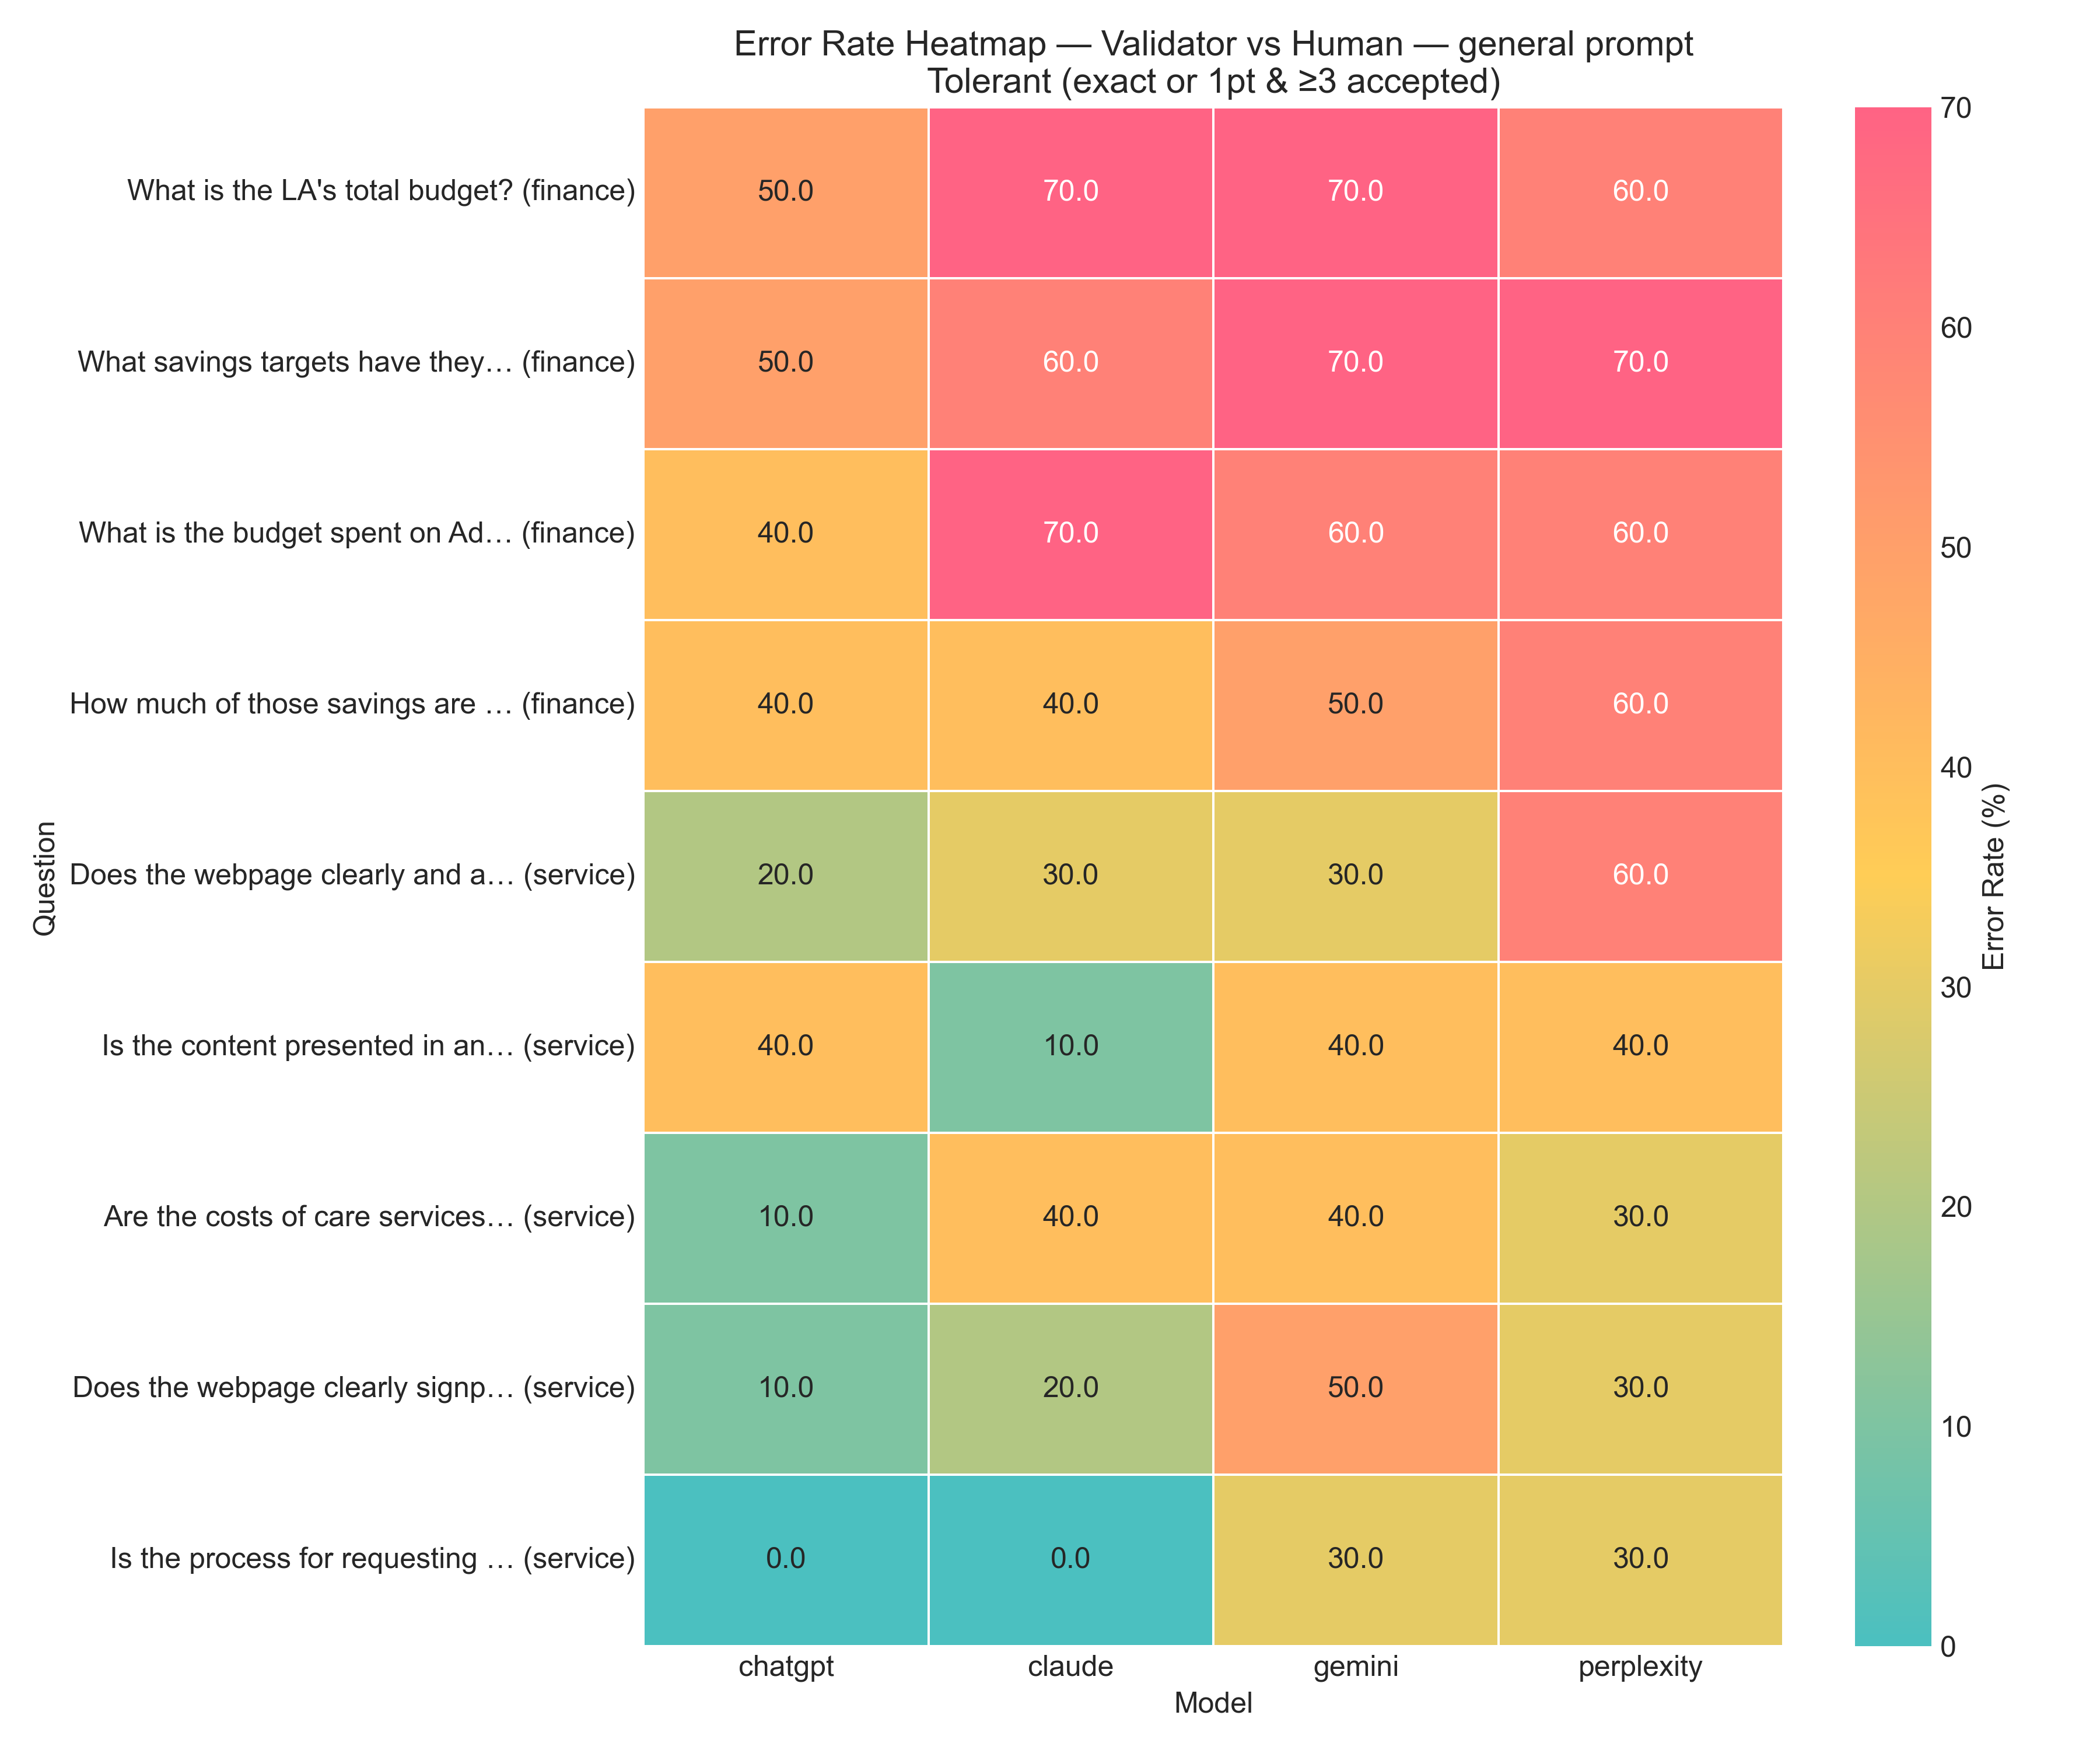 Error Rate Heatmap — Validator vs Human — general prompt
Tolerant (exact or 1pt & ≥3 accepted)
Question
What is the LA's total budget? (finance) 50.0 70.0 70.0 60.0
What savings targets have they… (finance) 50.0 60.0 70.0 70.0
What is the budget spent on Ad… (finance) 40.0 70.0 60.0 60.0
How much of those savings are … (finance) 40.0 40.0 50.0 60.0
Does the webpage clearly and a… (service) 20.0 30.0 30.0 60.0
Is the content presented in an… (service) 40.0 10.0 40.0 40.0
Are the costs of care services… (service) 10.0 40.0 40.0 30.0
Does the webpage clearly signp… (service) 10.0 20.0 50.0 30.0
Is the process for requesting … (service) 0.0 0.0 30.0 30.0
chatgpt claude gemini perplexity
Model
70
60
50
40
30
20
10
0
Error Rate (%)